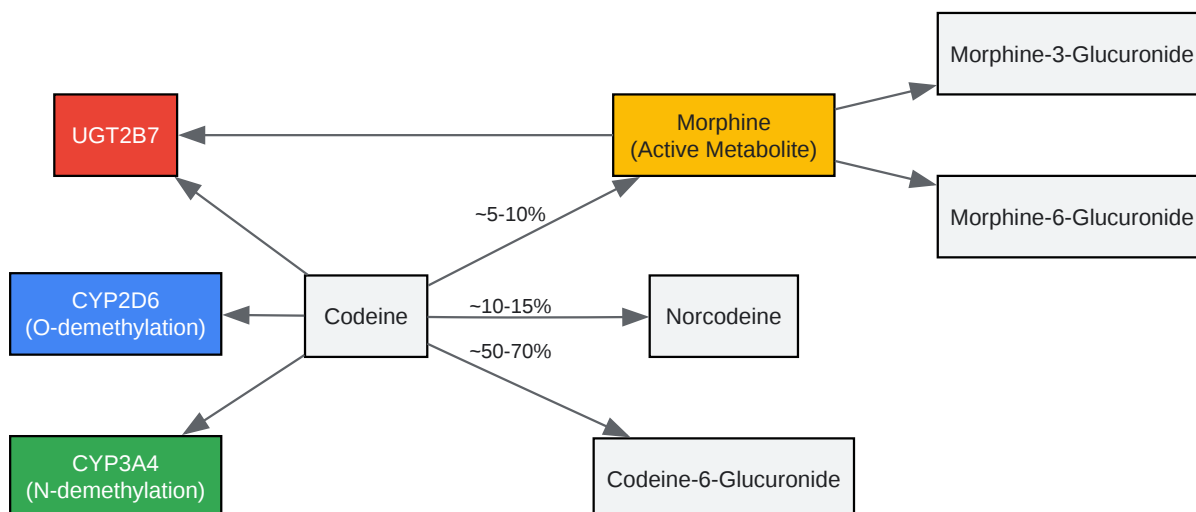 Morphine-3-Glucuronide
UGT2B7
Morphine
(Active Metabolite)
~5-10%
Morphine-6-Glucuronide
CYP2D6
(O-demethylation)
Codeine
~10-15%
Norcodeine
~50-70%
CYP3A4
(N-demethylation)
Codeine-6-Glucuronide